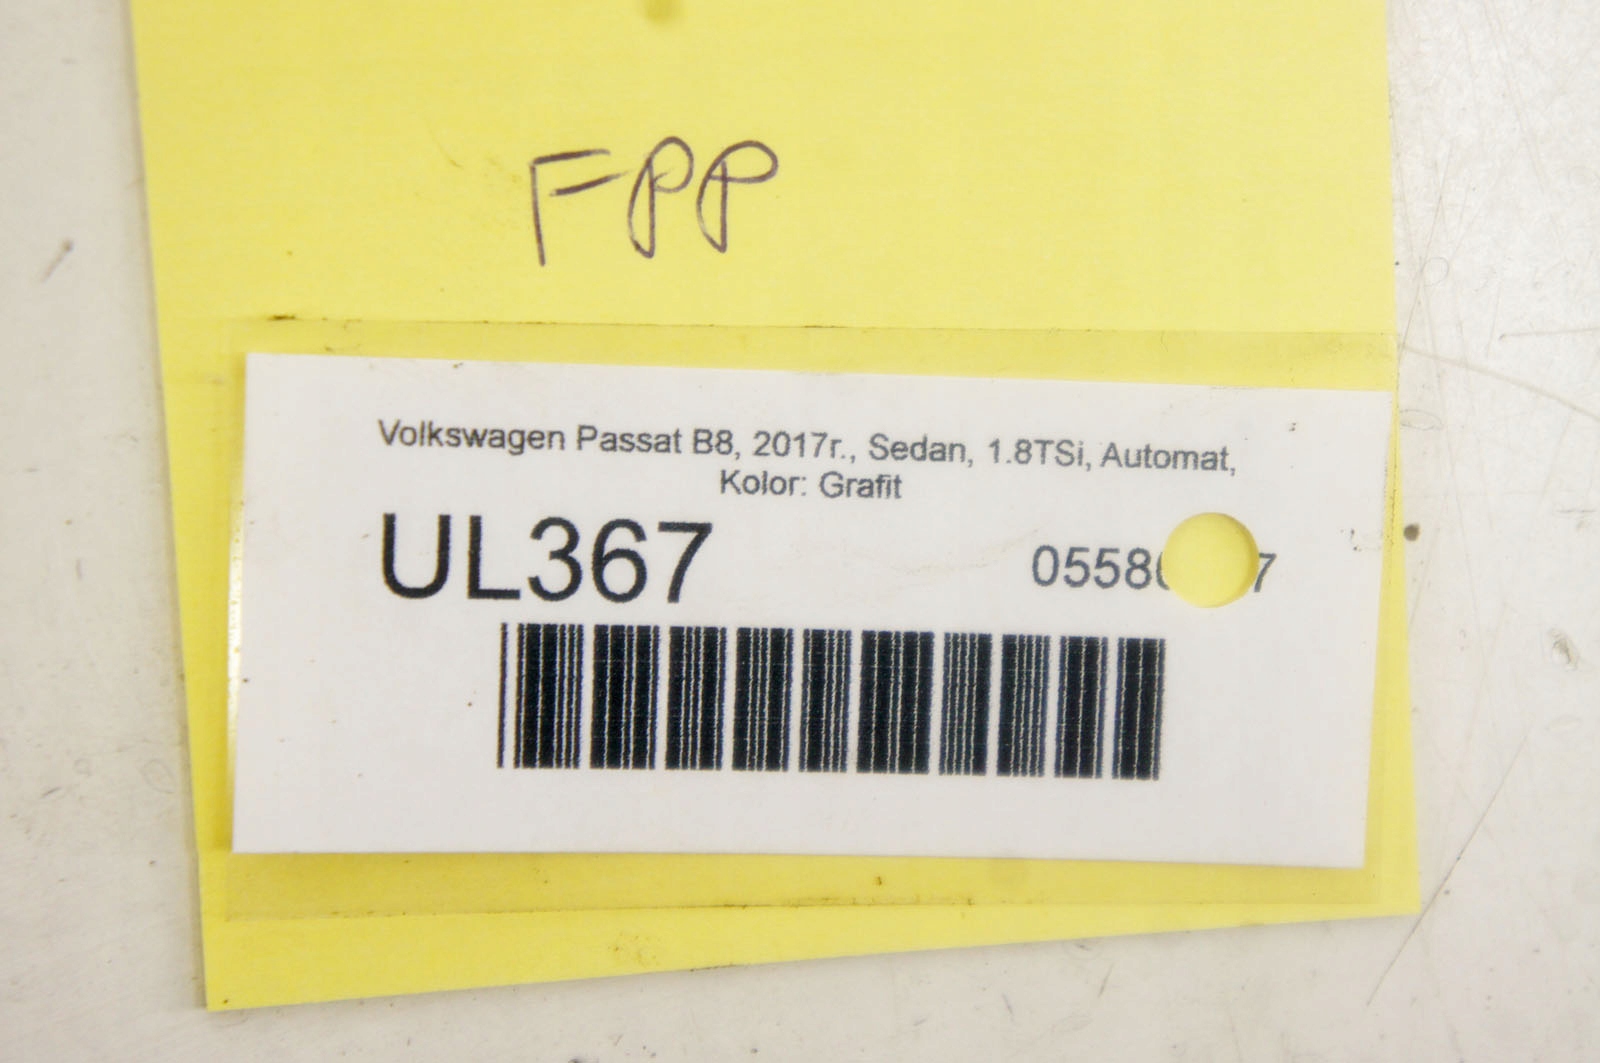 FPP
Volkswagen Passat B8, 2017r., Sedan, 1.8TSi, Automat,
Kolor: Grafit
UL367